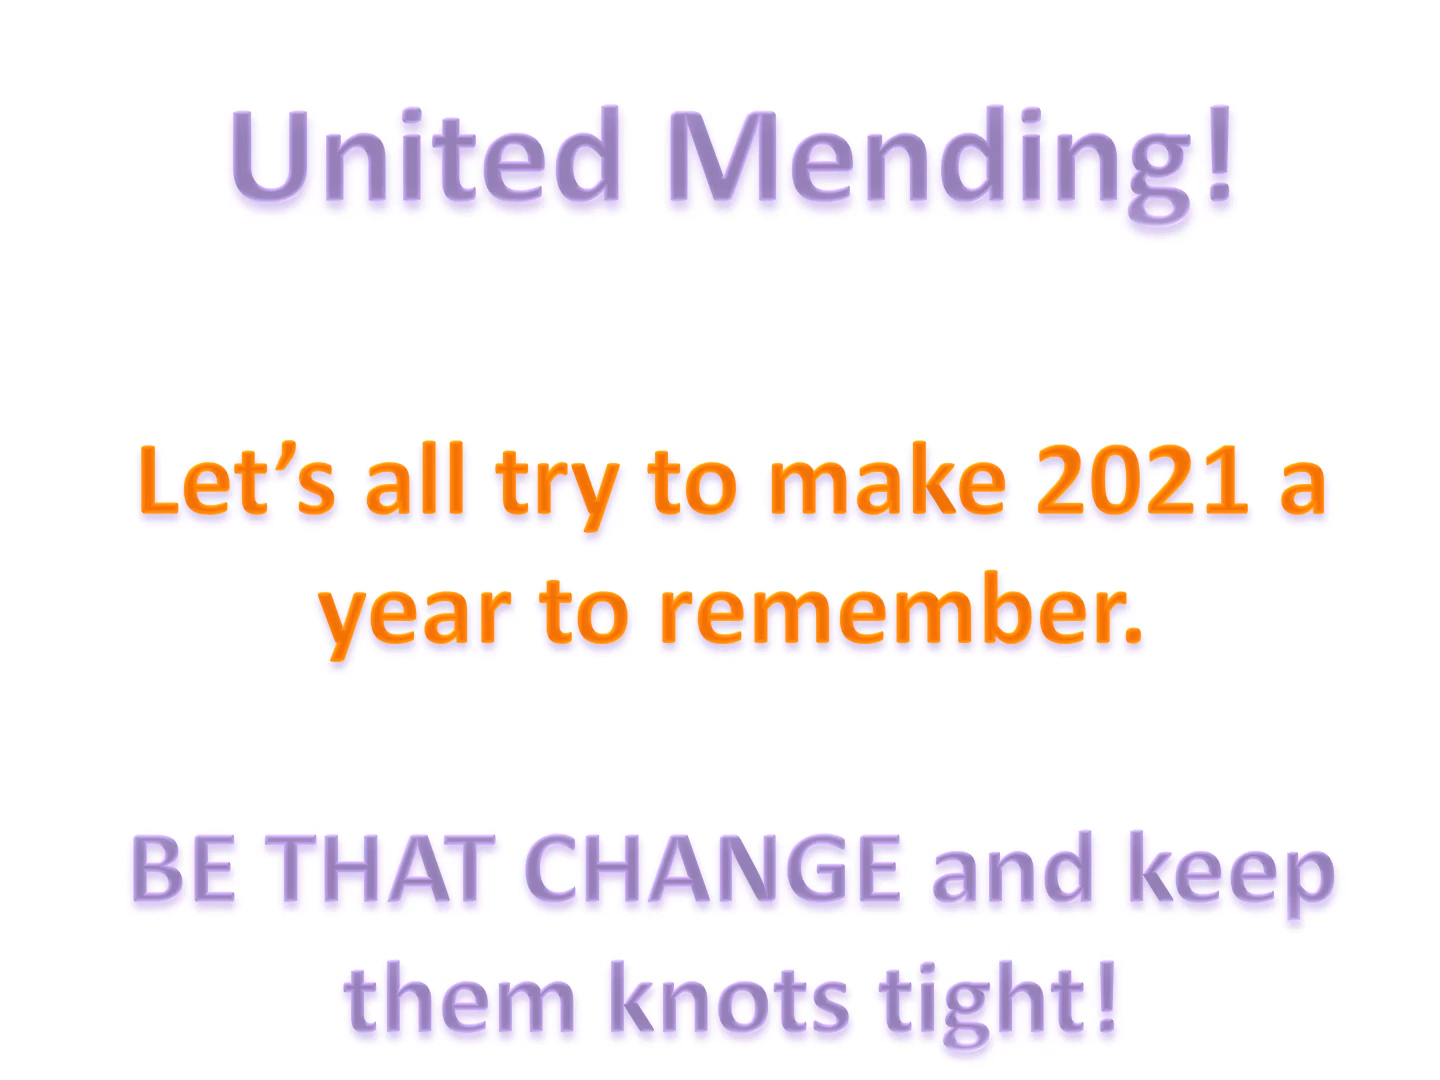 United Mending!
Let’s all try to make 2021 a
year to remember.
BE THAT CHANGE and keep
them knots tight!